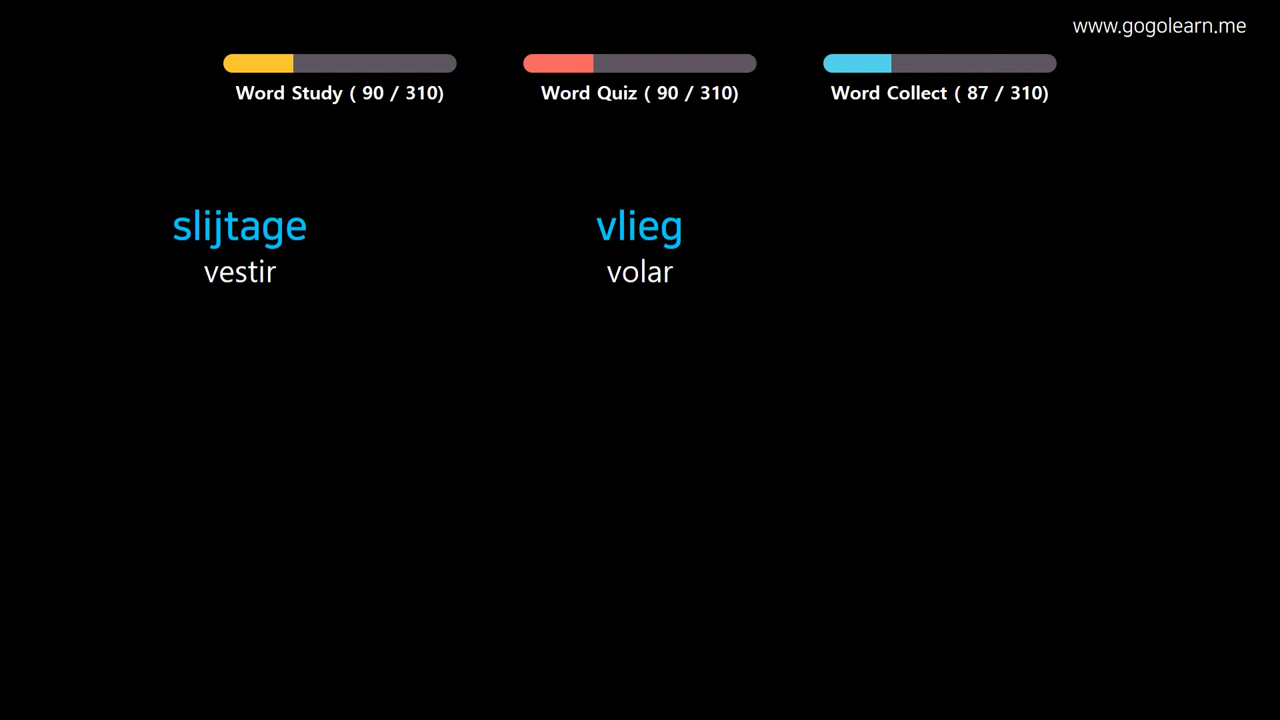 www.gogolearn.me
Word Study ( 90 / 310)
Word Quiz ( 90 / 310)
Word Collect ( 87 / 310)
slijtage
vestir
vlieg
volar